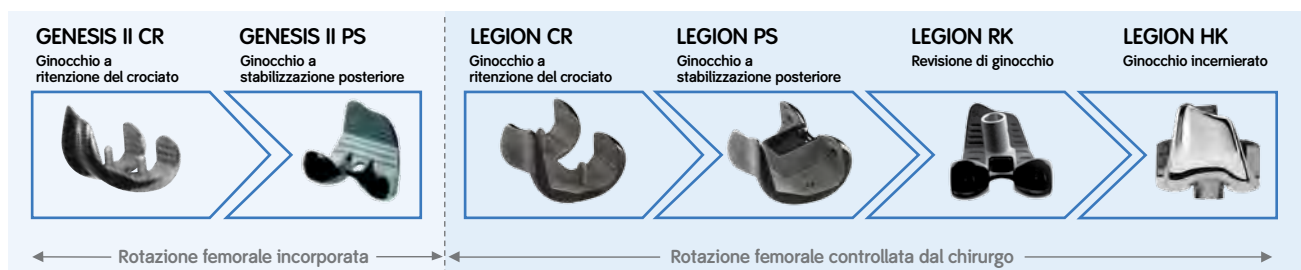 GENESIS II CR
Ginocchio a
ritenzione del crociato
GENESIS II PS
Ginocchio a
stabilizzazione posteriore
LEGION CR
Ginocchio a
ritenzione del crociato
LEGION PS
Ginocchio a
stabilizzazione posteriore
LEGION RK
Revisione di ginocchio
LEGION HK
Ginocchio incernierato
Rotazione femorale incorporata
Rotazione femorale controllata dal chirurgo